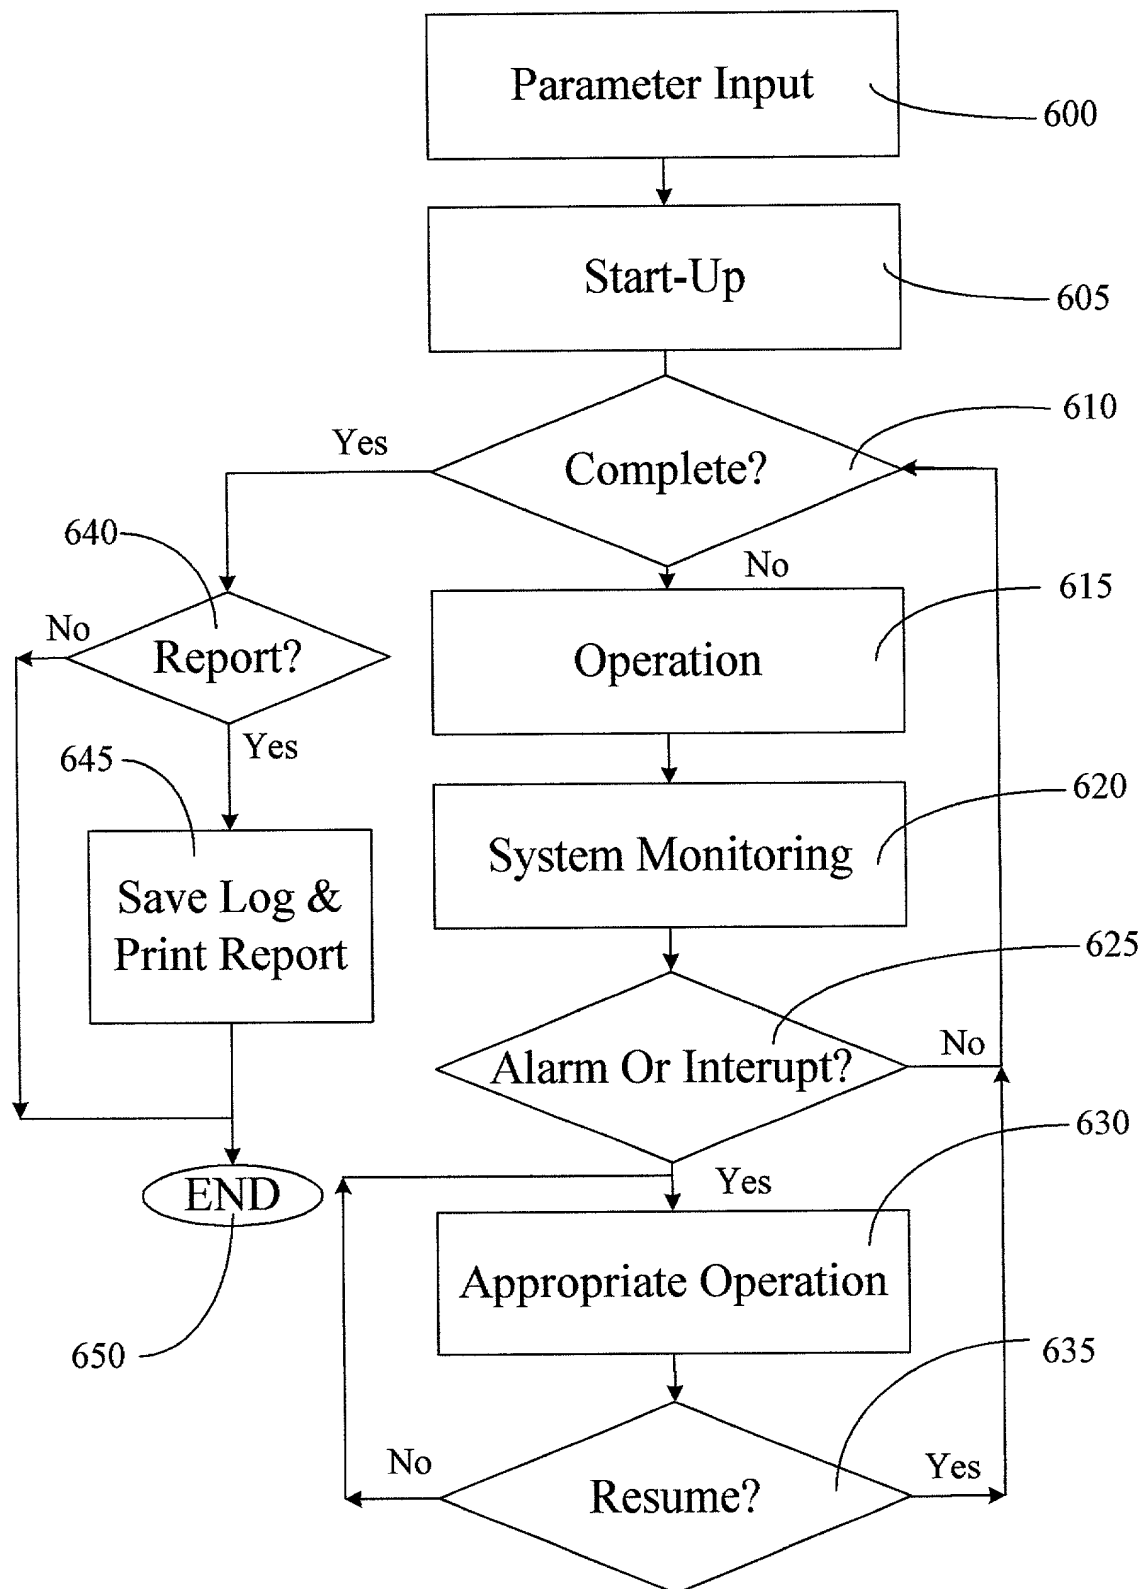 Parameter Input
600
Start-Up
605
610
Yes
Complete?
640
No
615
No
Report?
Operation
Yes
645
620
System Monitoring
Save Log &
Print Report
625
No
Alarm Or Interupt?
630
Yes
END
Appropriate Operation
650
635
No
Yes
Resume?